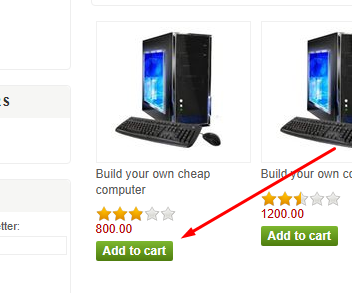 RS
Build your own cheap
computer
800.00
Add to cart
Build your own co
1200.00
Add to cart
tter: